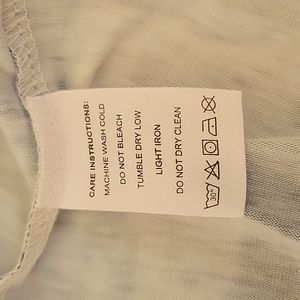 CARE INSTRUCTIONS:
MACHINE WASH COLD
DO NOT BLEACH
TUMBLE DRY LOW
LIGHT IRON
DO NOT DRY CLEAN
30°